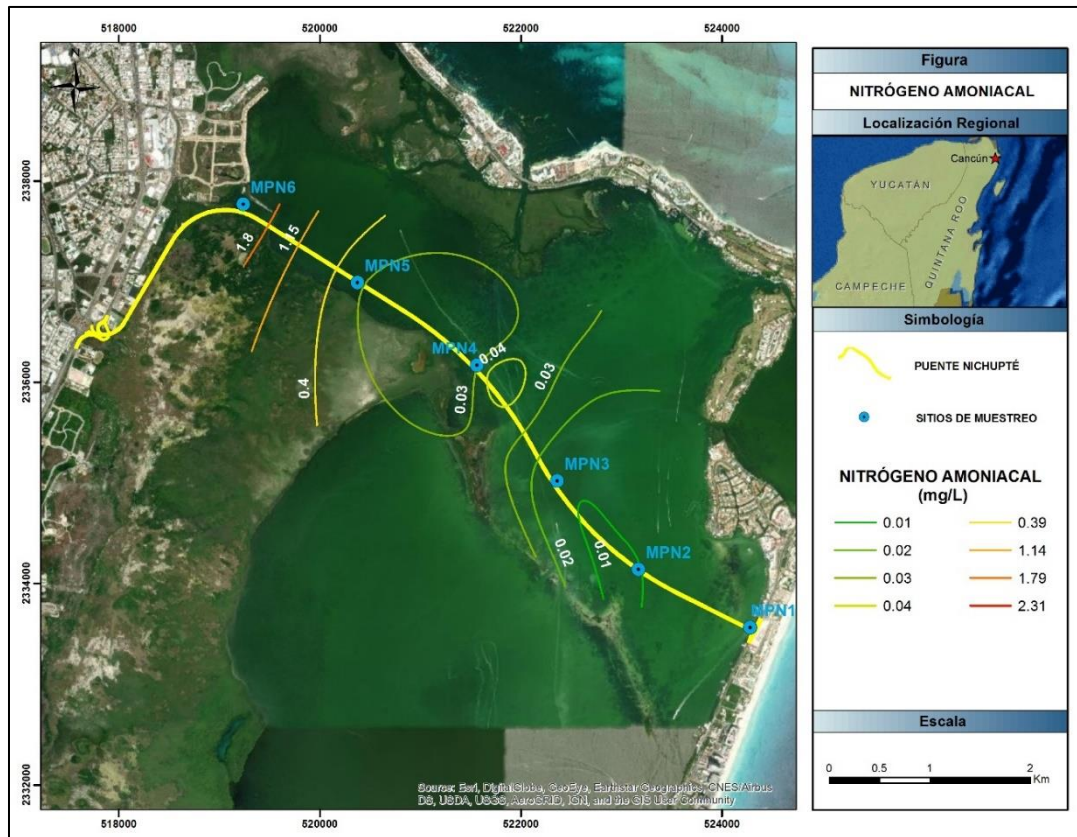 518000
520000
522000
524000
2338000
2336000
2334000
2332000
N
MPN6
MPN5
MPN4
MPN3
MPN2
NPN1
1.8
1.15
0.4
0.03
0.04
0.03
0.02
0.01
Source: Esri, DigitalGlobe, GeoEye, Earthstar Geographics, CNES/Airbus
DS, USDA, USGS, AeroGRID, IGN, and the GIS User Community
Figura
NITRÓGENO AMONIACAL
Localización Regional
Cancún
YUCATÁN
QUINTANA ROO
CAMPECHE
Simbología
PUENTE NICHUPTÉ
SITIOS DE MUESTREO
NITRÓGENO AMONIACAL
(mg/L)
0.01 0.39
0.02 1.14
0.03 1.79
0.04 2.31
Escala
0 0.5 1 2
Km